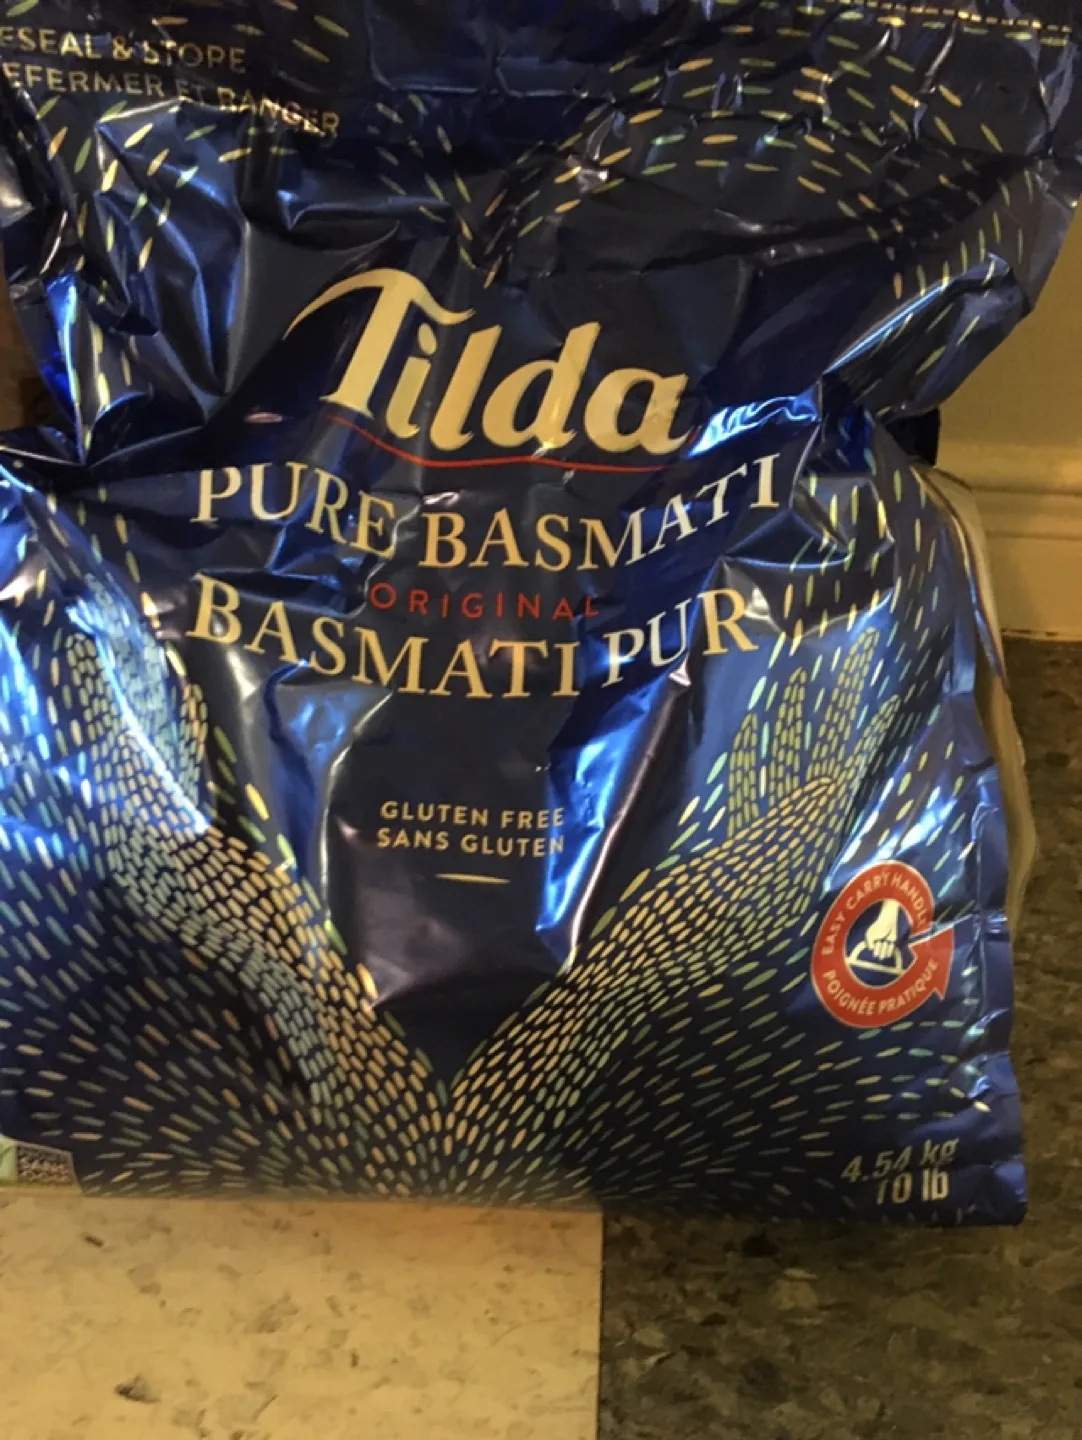 ESEAL & STORE
EFERMER ET RANGER
Tilda
PURE BASMATI
ORIGINAL
BASMATI PUR
GLUTEN FREE
SANS GLUTEN
EASY CARRY HANDLE
POIGNÉE PRATIQUE
4.54 kg
10 lb